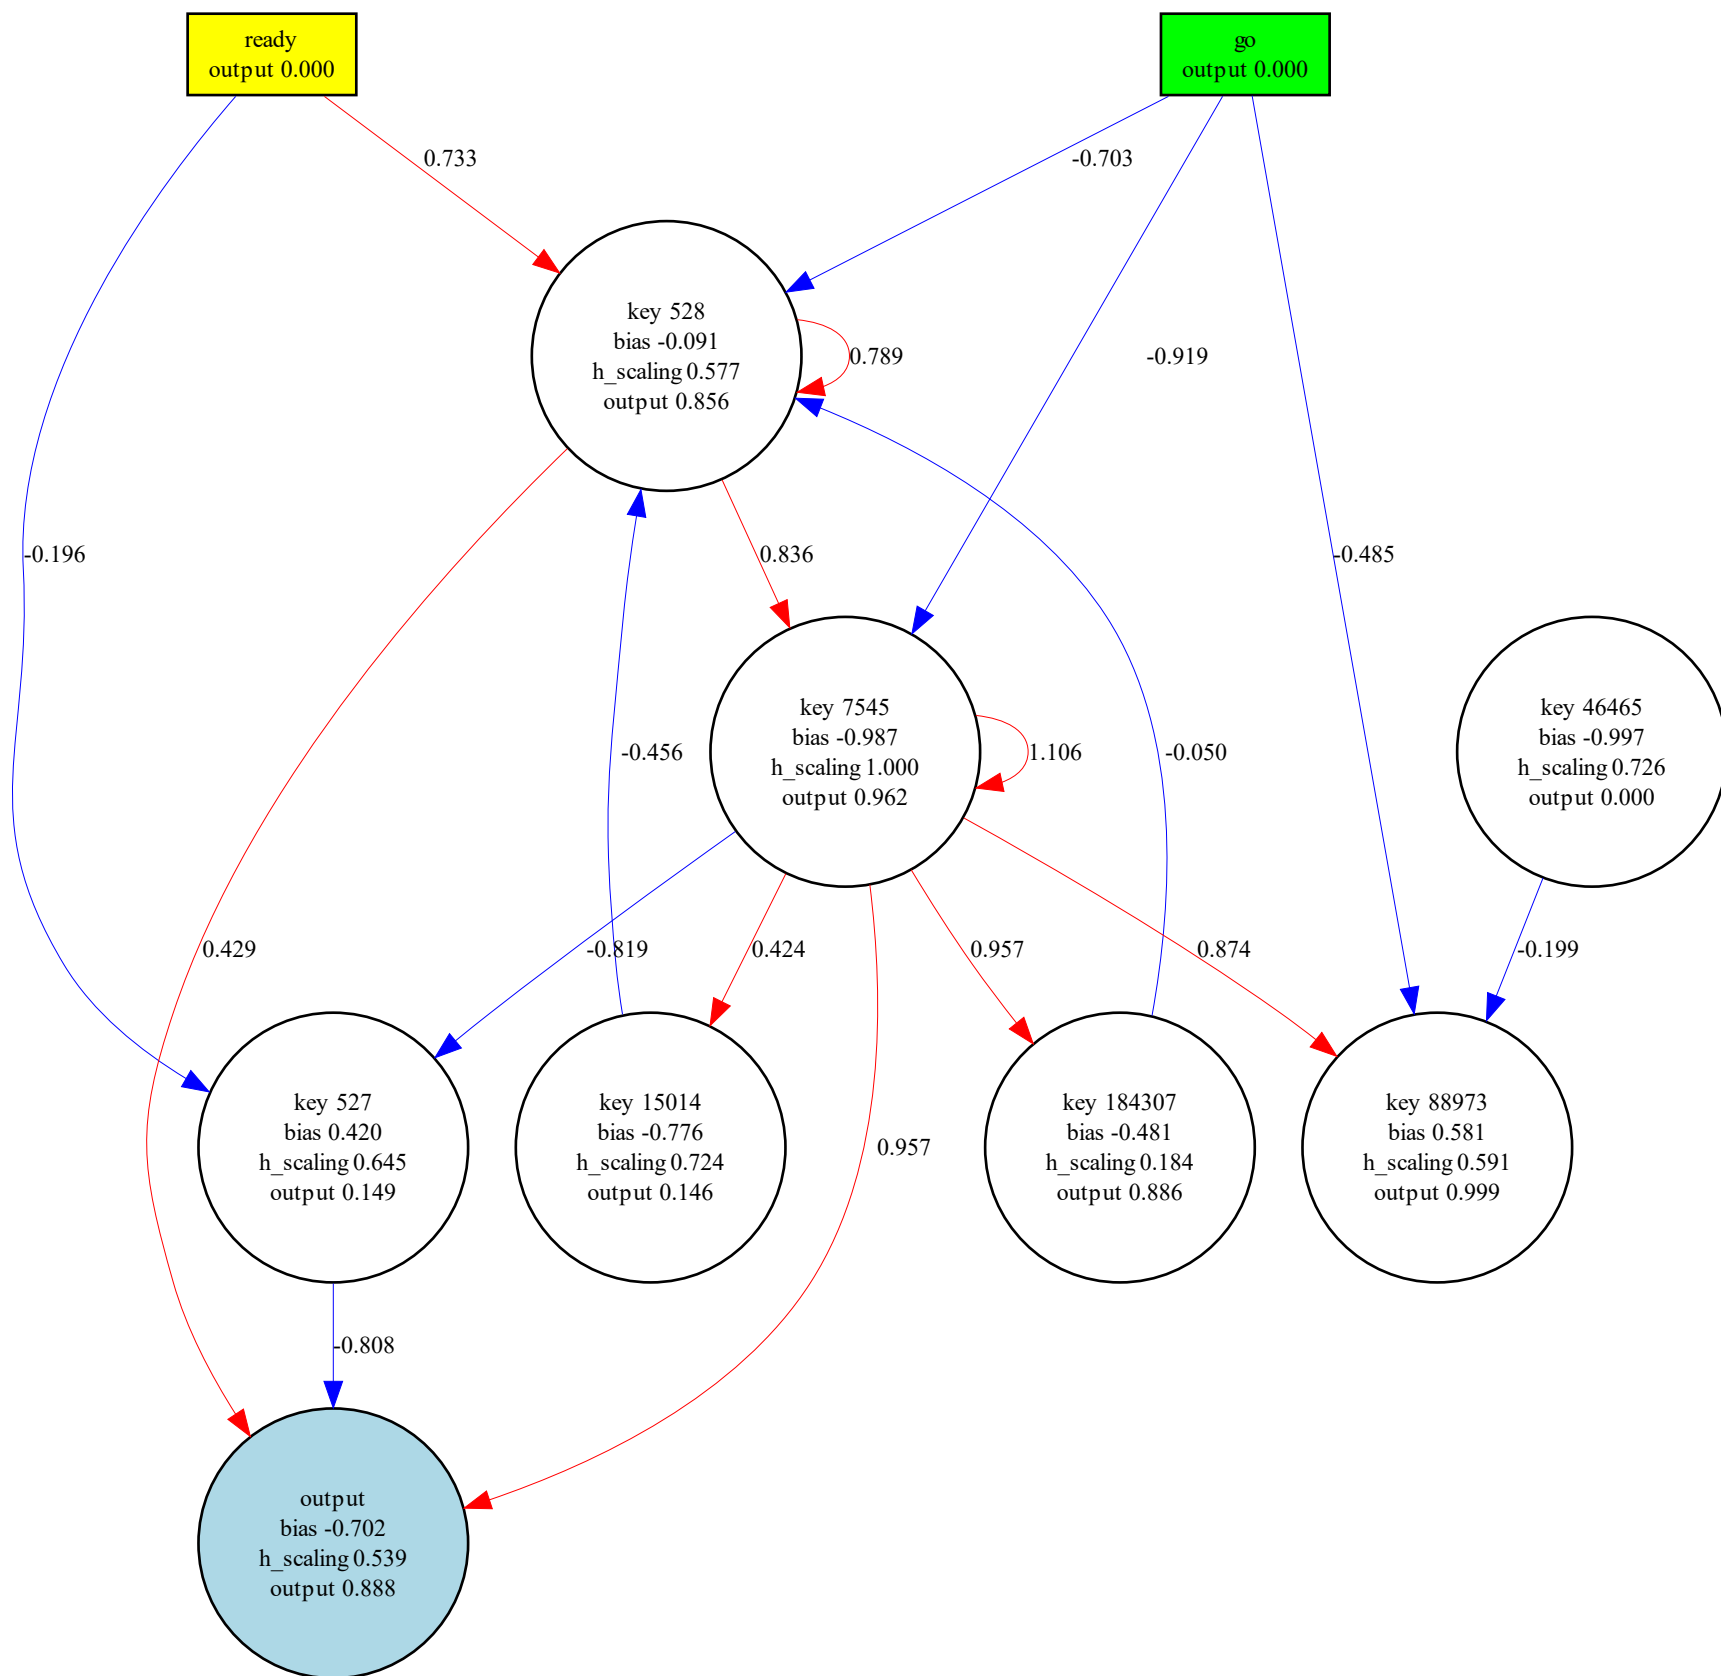 ready
output 0.000
go
output 0.000
0.733
-0.703
key 528
bias -0.091
h_scaling 0.577
output 0.856
0.789
-0.919
-0.196
0.836
-0.485
key 7545
bias -0.987
h_scaling 1.000
output 0.962
1.106
-0.456
-0.050
key 46465
bias -0.997
h_scaling 0.726
output 0.000
0.429
-0.819
0.424
0.957
0.874
-0.199
key 527
bias 0.420
h_scaling 0.645
output 0.149
key 15014
bias -0.776
h_scaling 0.724
output 0.146
0.957
key 184307
bias -0.481
h_scaling 0.184
output 0.886
key 88973
bias 0.581
h_scaling 0.591
output 0.999
-0.808
output
bias -0.702
h_scaling 0.539
output 0.888